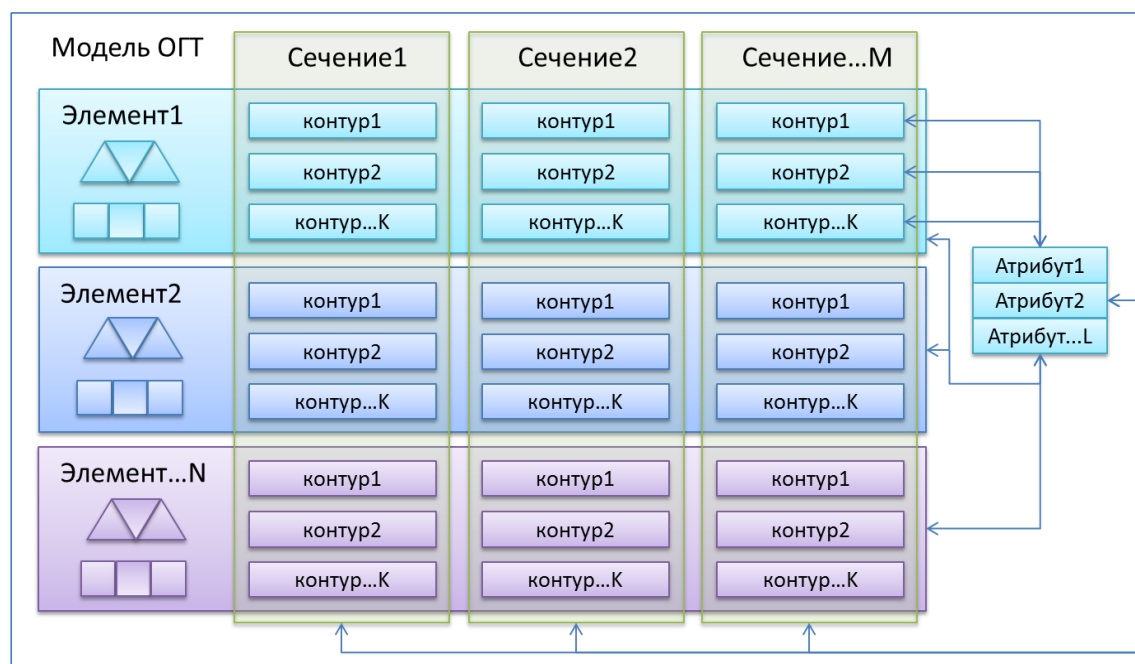 Модель ОГТ
Сечение1
Сечение2
Сечение...М
Элемент1
контур1
контур1
контур1
контур2
контур2
контур2
контур...K
контур...K
контур...K
Элемент2
контур1
контур1
контур1
контур2
контур2
контур2
контур...K
контур...K
контур...K
Элемент...N
контур1
контур1
контур1
контур2
контур2
контур2
контур...K
контур...K
контур...K
Атрибут1
Атрибут2
Атрибут...L